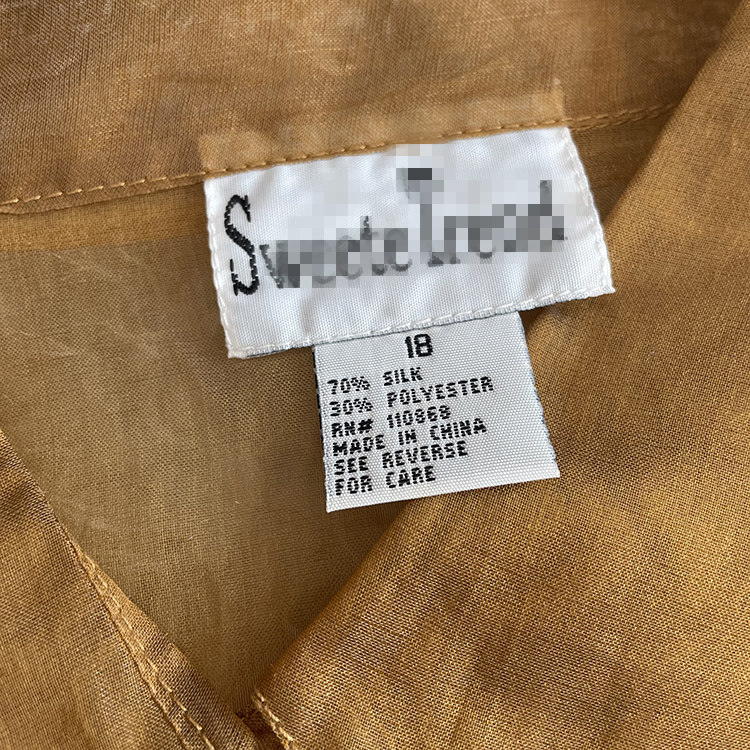 18
70% SILK
30% POLYESTER
RN# 110868
MADE IN CHINA
SEE REVERSE
FOR CARE